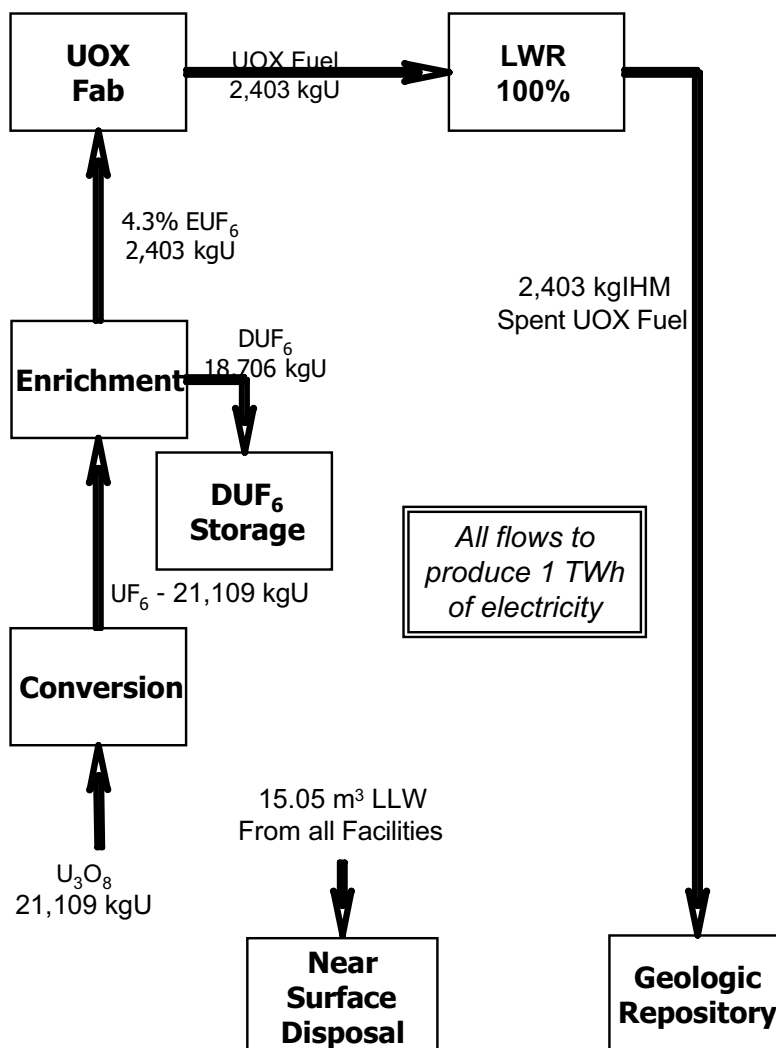 UOX
Fab
UOX Fuel
2,403 kgU
LWR
100%
4.3% EUF₆
2,403 kgU
2,403 kgIHM
Spent UOX Fuel
Enrichment
DUF₆
18,706 kgU
DUF₆
Storage
All flows to
produce 1 TWh
of electricity
UF₆ - 21,109 kgU
Conversion
15.05 m³ LLW
From all Facilities
U₃O₈
21,109 kgU
Near
Surface
Disposal
Geologic
Repository